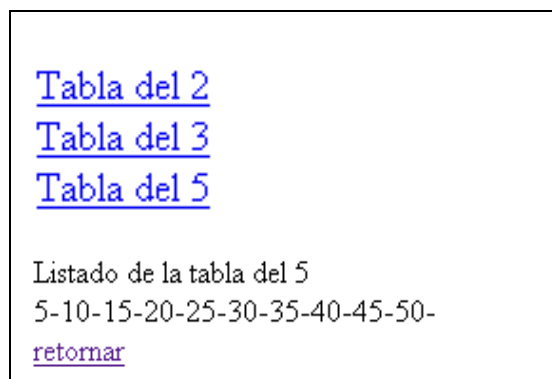 Tabla del 2
Tabla del 3
Tabla del 5
Listado de la tabla del 5
5-10-15-20-25-30-35-40-45-50-
retornar